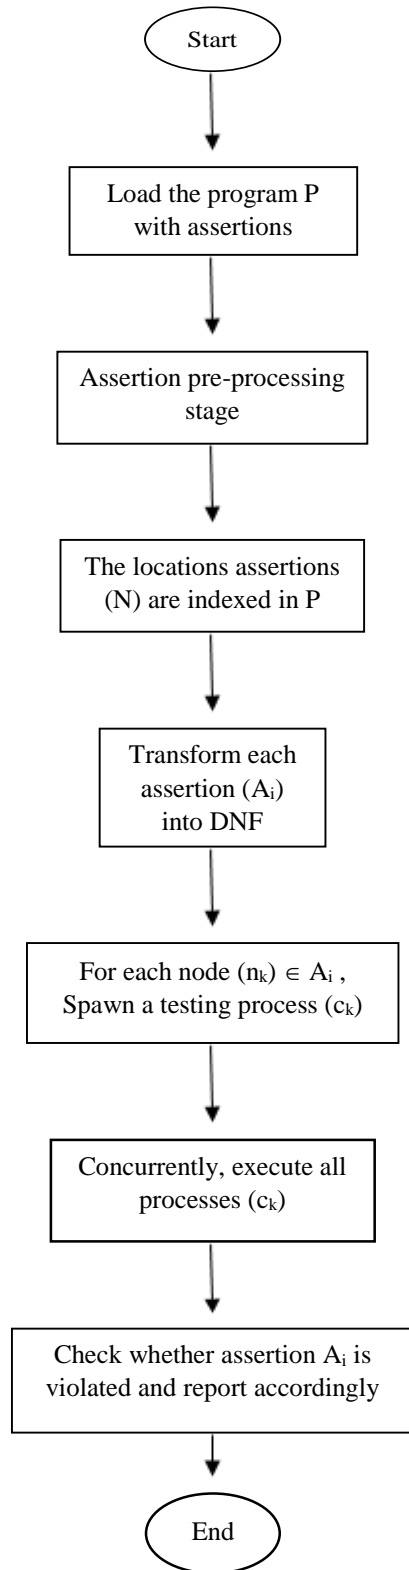 Start
Load the program P
with assertions
Assertion pre-processing
stage
The locations assertions
(N) are indexed in P
Transform each
assertion (Aᵢ)
into DNF
For each node (nₖ) ∈ Aᵢ ,
Spawn a testing process (cₖ)
Concurrently, execute all
processes (cₖ)
Check whether assertion Aᵢ is
violated and report accordingly
End